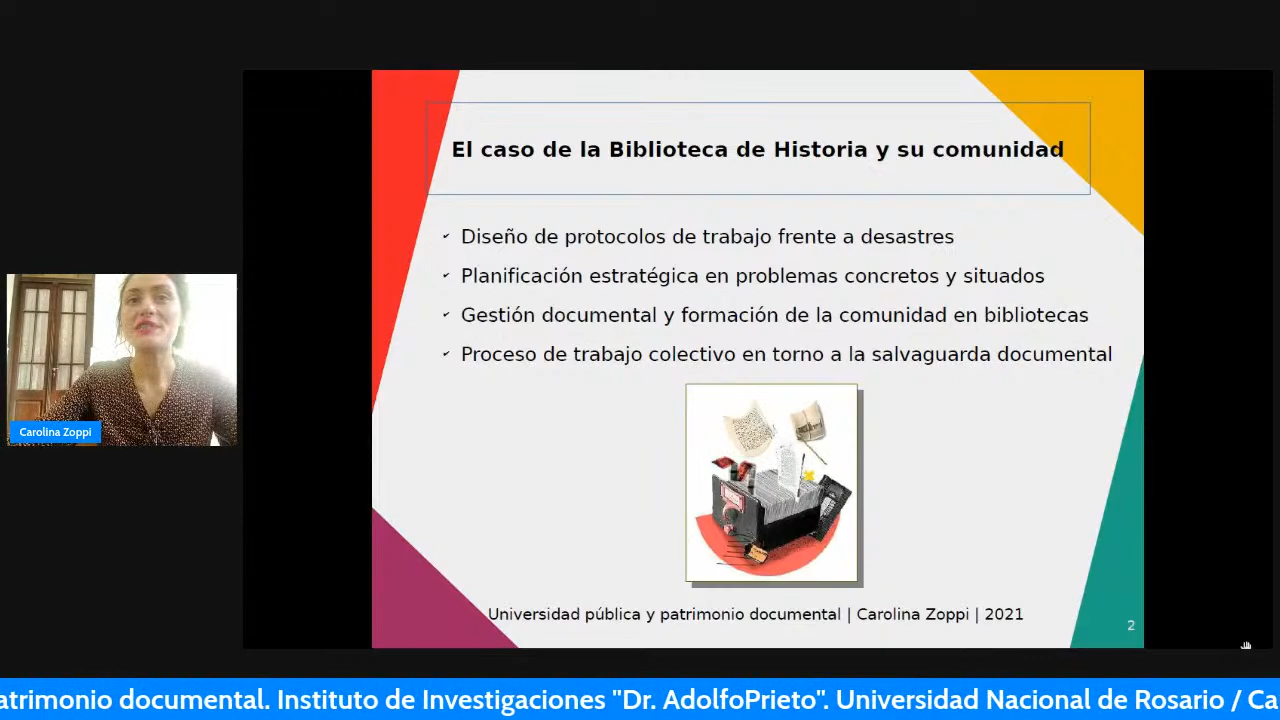 El caso de la Biblioteca de Historia y su comunidad
Diseño de protocolos de trabajo frente a desastres
Planificación estratégica en problemas concretos y situados
Gestión documental y formación de la comunidad en bibliotecas
Proceso de trabajo colectivo en torno a la salvaguarda documental
Carolina Zoppi
Universidad pública y patrimonio documental | Carolina Zoppi | 2021
2
atrimonio documental. Instituto de Investigaciones "Dr. AdolfoPrieto". Universidad Nacional de Rosario / Ca